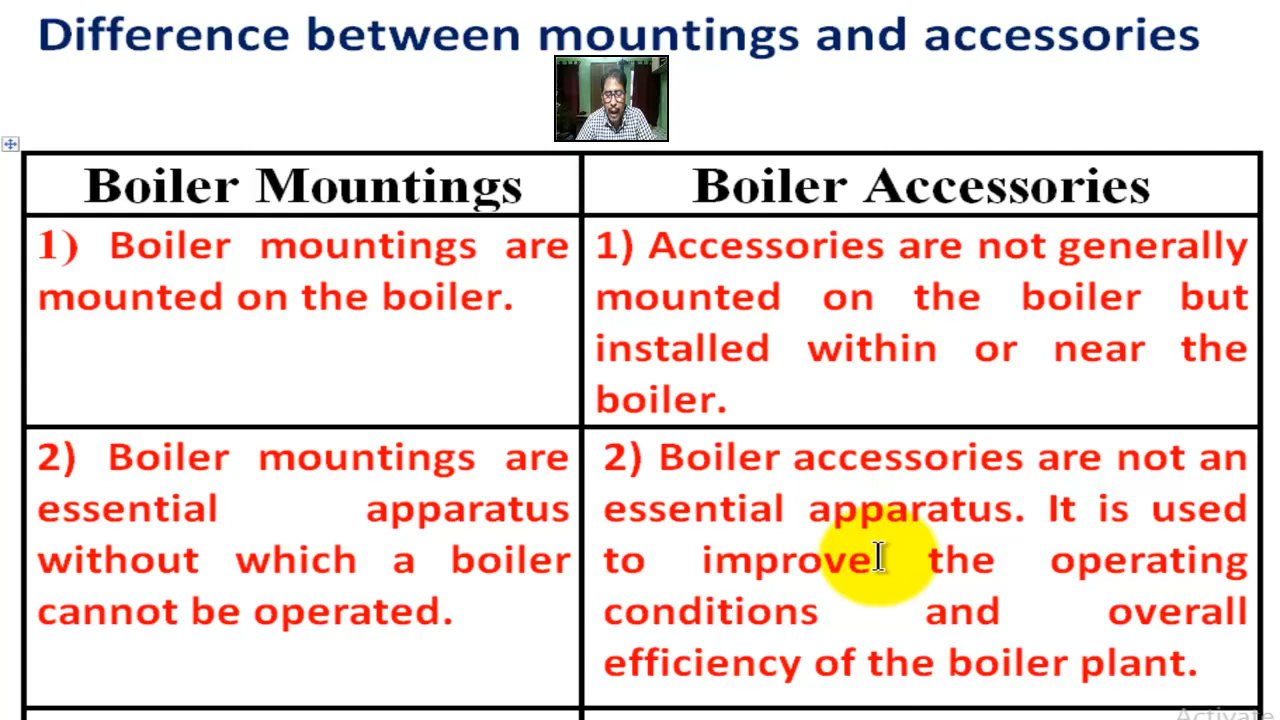 Difference between mountings and accessories
Boiler Mountings
Boiler Accessories
1) Boiler mountings are
mounted on the boiler.
1) Accessories are not generally
mounted on the boiler but
installed within or near the
boiler.
2) Boiler mountings are
essential apparatus
without which a boiler
cannot be operated.
2) Boiler accessories are not an
essential apparatus. It is used
to improve the operating
conditions and overall
efficiency of the boiler plant.
Activate